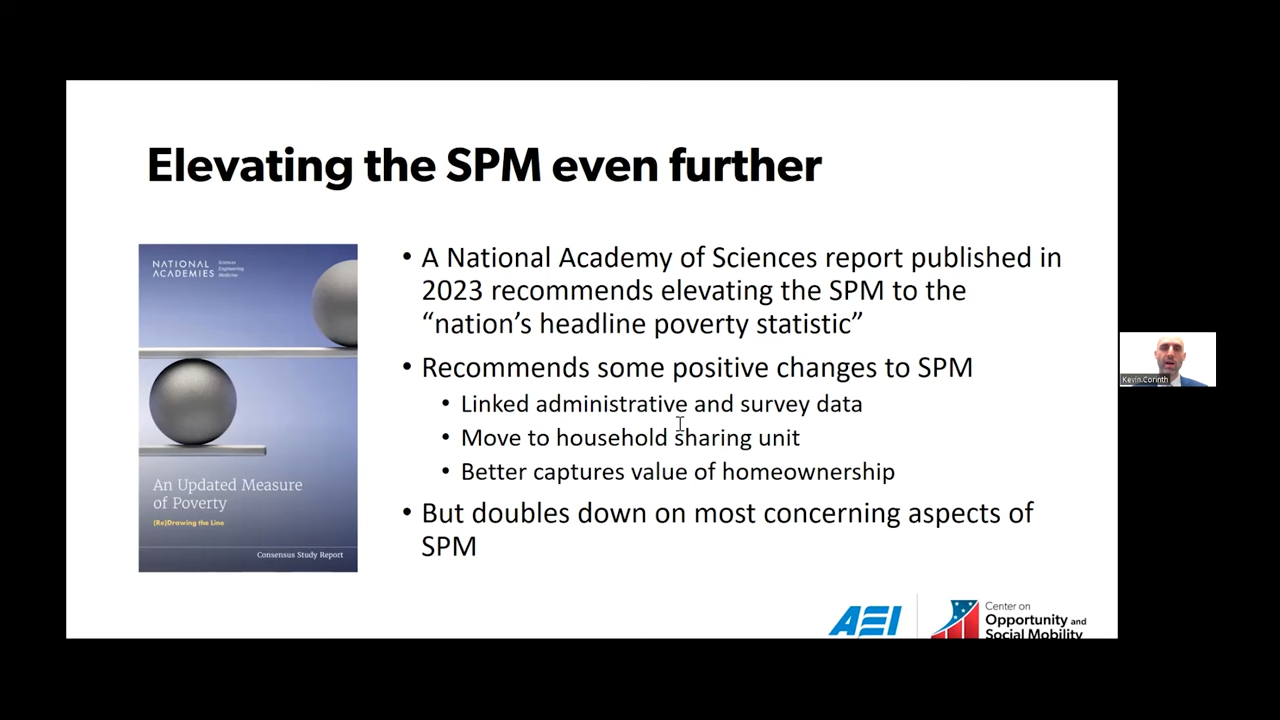 Elevating the SPM even further
NATIONAL
ACADEMIES
Sciences
Engineering
Medicine
An Updated Measure
of Poverty
(Re)Drawing the Line
Consensus Study Report
• A National Academy of Sciences report published in
2023 recommends elevating the SPM to the
“nation’s headline poverty statistic”
• Recommends some positive changes to SPM
• Linked administrative and survey data
• Move to household sharing unit
• Better captures value of homeownership
• But doubles down on most concerning aspects of
SPM
AEI
Center on
Opportunity and
Social Mobility
Kevin Corinth